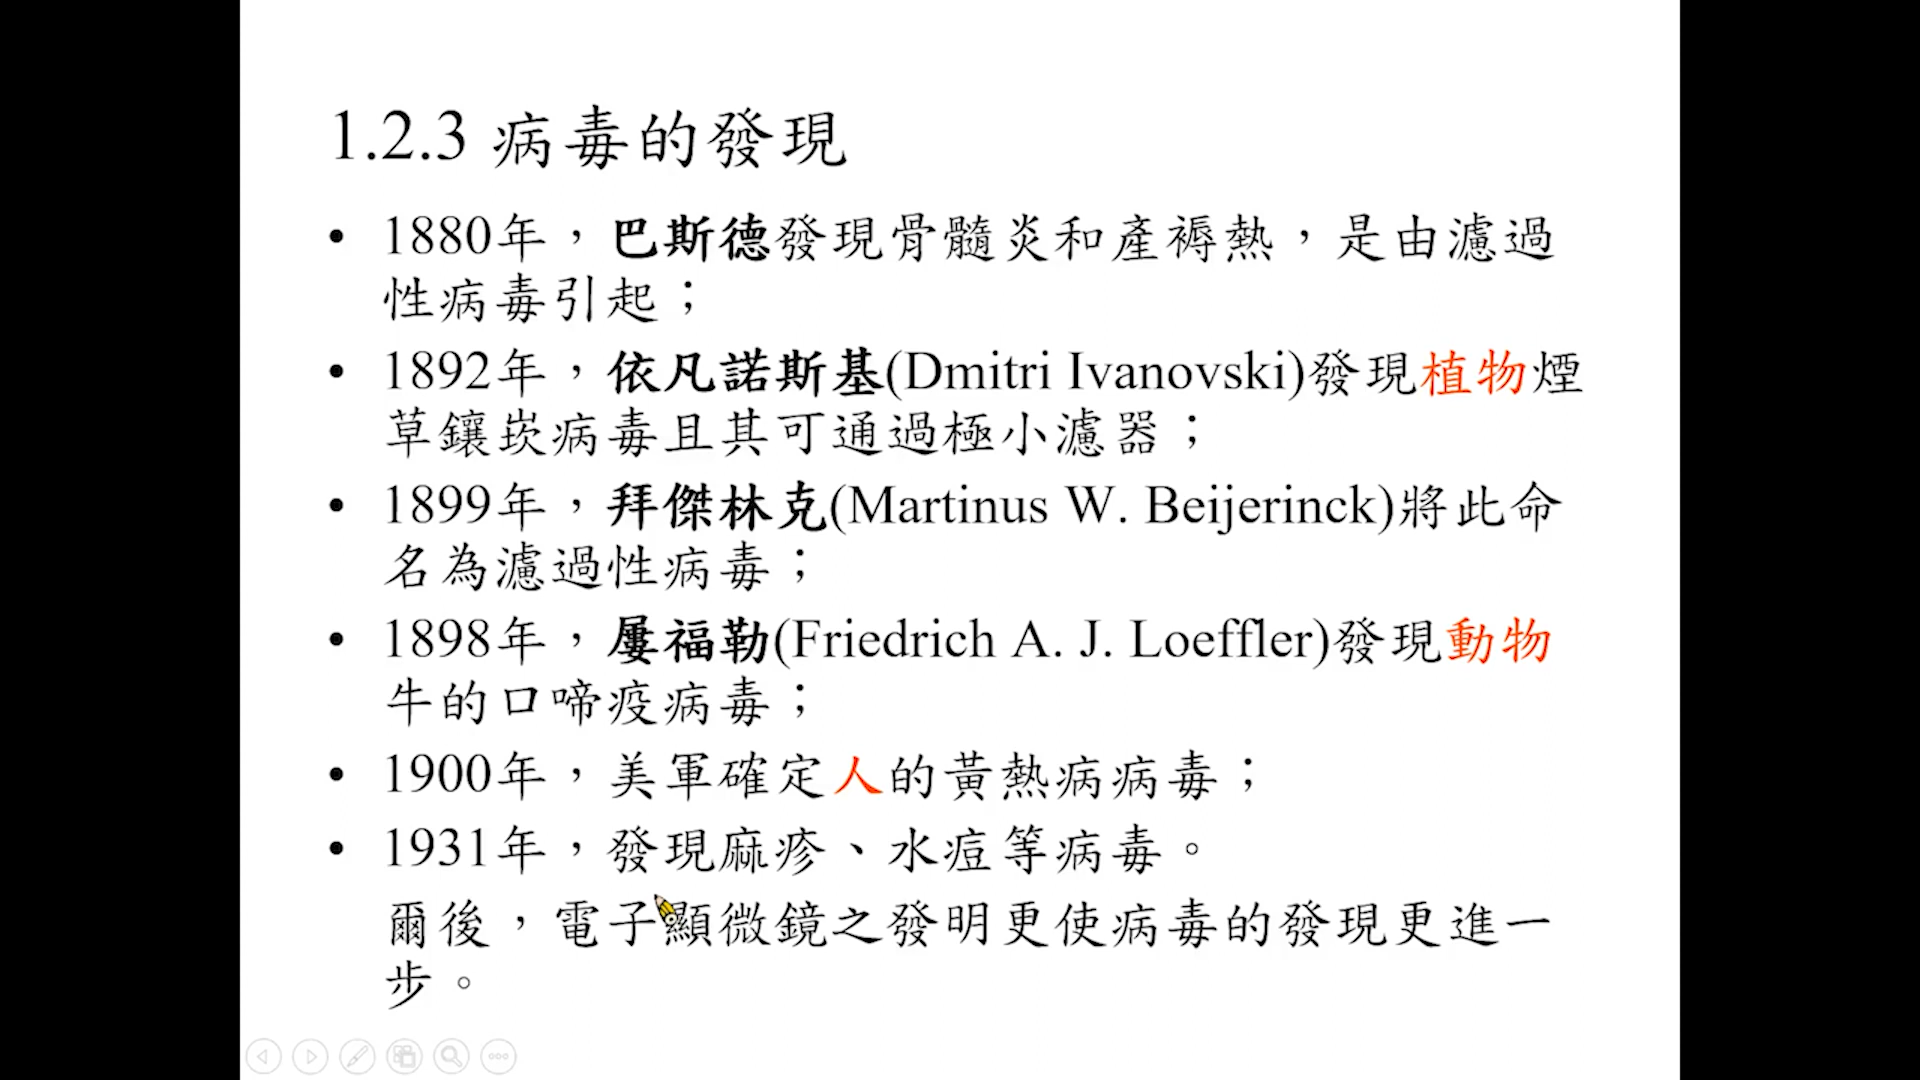 1.2.3 病毒的發現
• 1880年，巴斯德發現骨髓炎和產褥熱，是由濾過
性病毒引起；
• 1892年，依凡諾斯基(Dmitri Ivanovski)發現植物煙
草鑲崁病毒且其可通過極小濾器；
• 1899年，拜傑林克(Martinus W. Beijerinck)將此命
名為濾過性病毒；
• 1898年，屢福勒(Friedrich A. J. Loeffler)發現動物
牛的口啼疫病毒；
• 1900年，美軍確定人的黃熱病病毒；
• 1931年，發現麻疹、水痘等病毒。
爾後，電子顯微鏡之發明更使病毒的發現更進一
步。